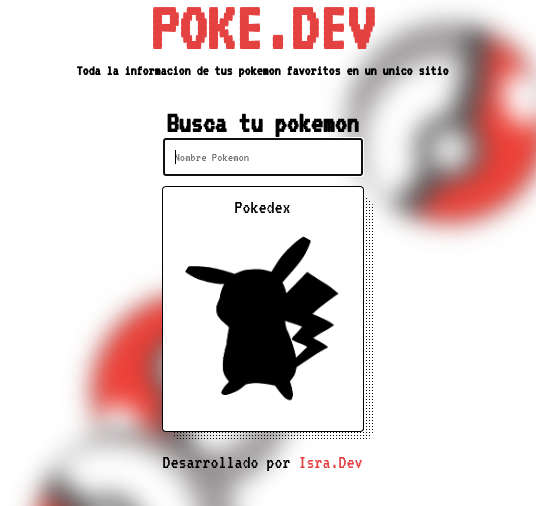 POKE.DEV
Toda la informacion de tus pokemon favoritos en un unico sitio
Busca tu pokemon
Nombre Pokemon
Pokedex
Desarrollado por Isra.Dev